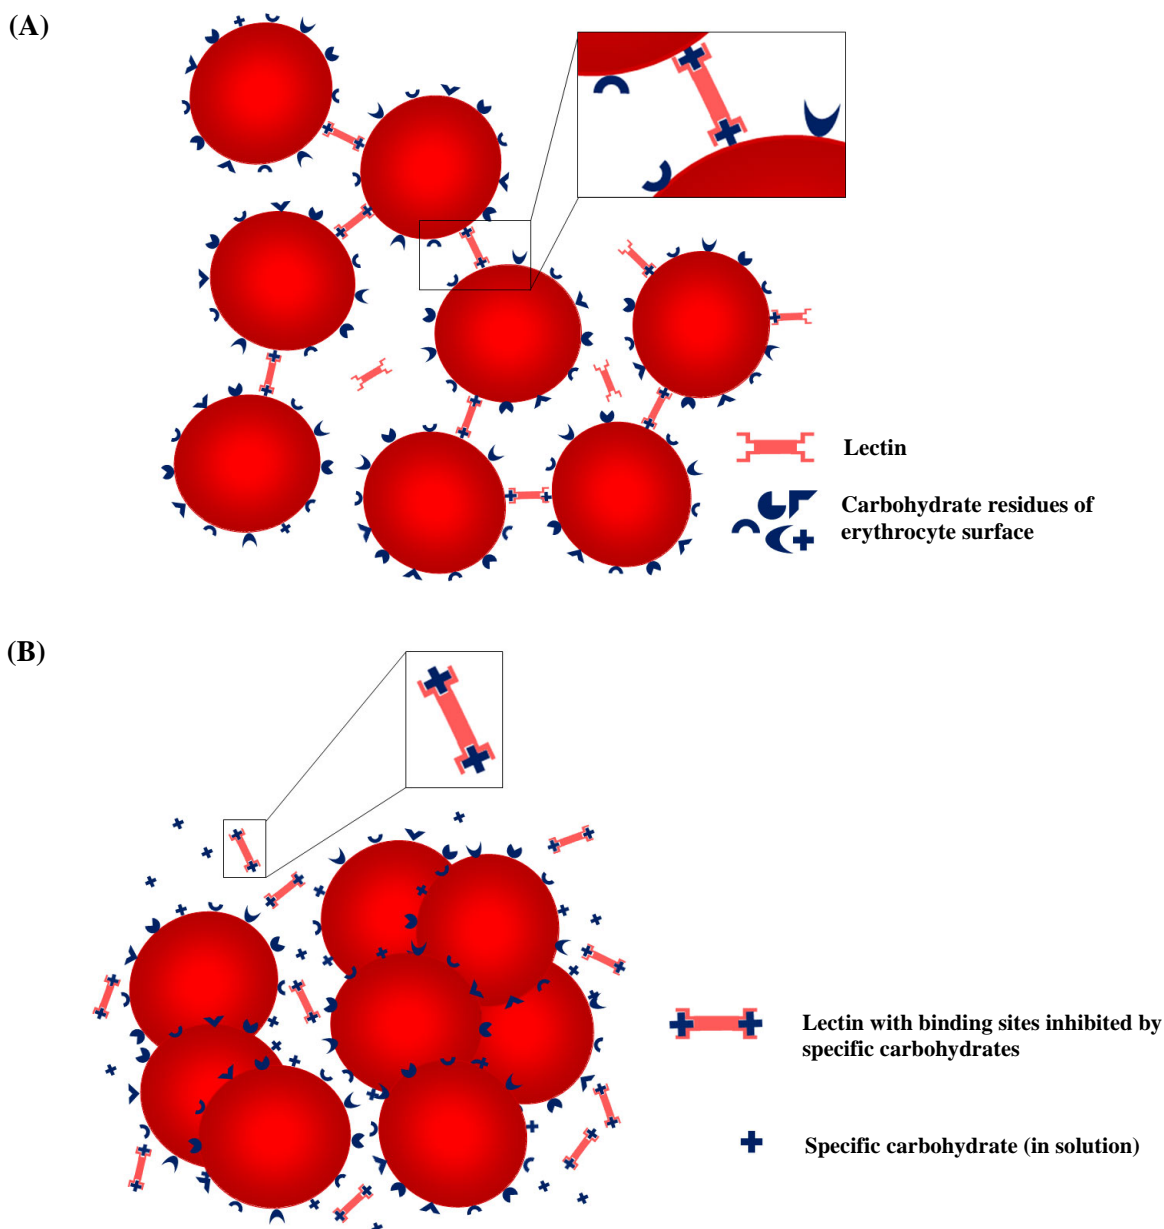 (A)
Lectin
Carbohydrate residues of
erythrocyte surface
(B)
Lectin with binding sites inhibited by
specific carbohydrates
Specific carbohydrate (in solution)